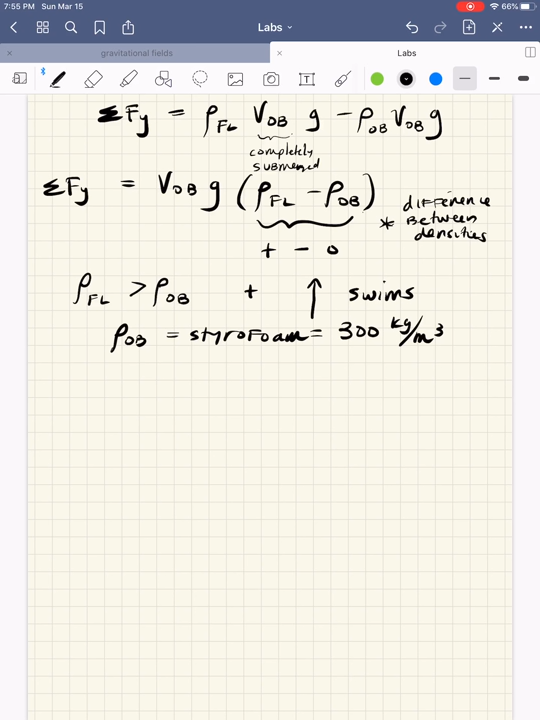 7:55 PM Sun Mar 15
66%
Labs
gravitational fields
Labs
T
ΣFy = ρFL VOB g - ρOB VOB g
completely
submerged
ΣFy = VOB g (ρFL - ρOB)
* difference
between
densities
+ - 0
ρFL > ρOB + ↑ swims
ρOB = styrofoam = 300 kg/m³